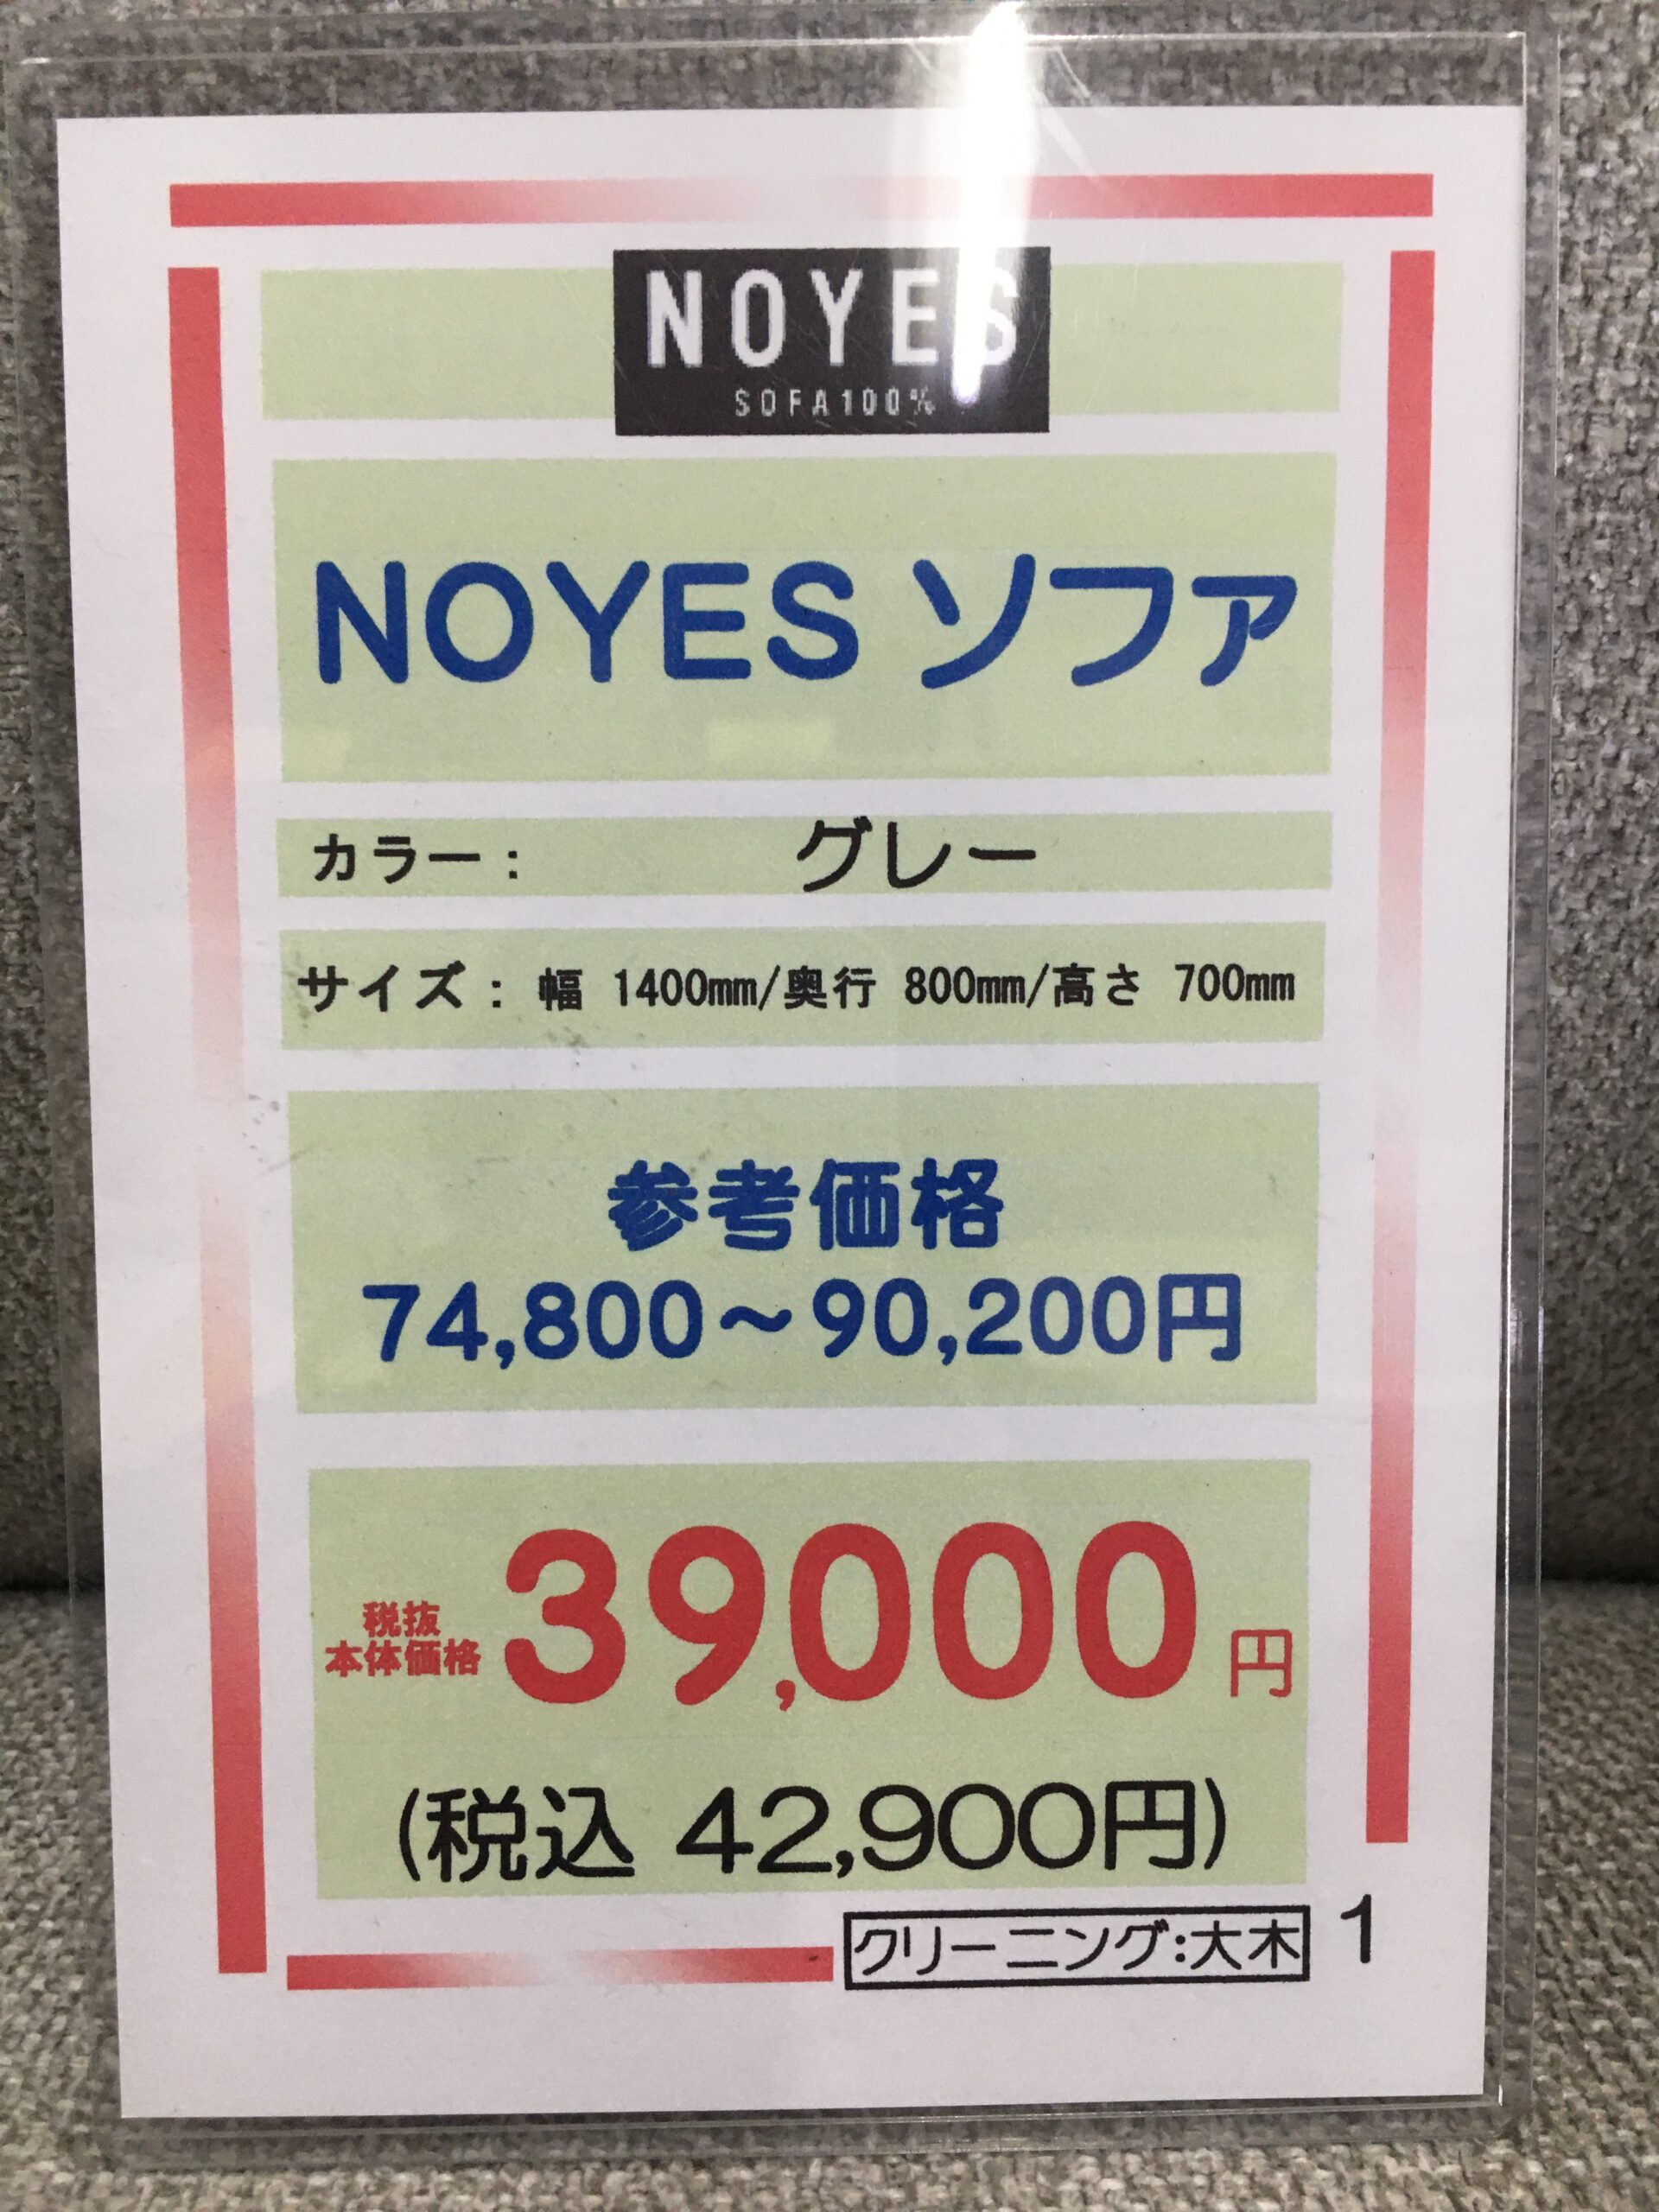 NOYES
SOFA100%
NOYES ソファ
カラー： グレー
サイズ： 幅 1400mm/奥行 800mm/高さ 700mm
参考価格
74,800～90,200円
税抜
本体価格 39,000円
(税込 42,900円)
クリーニング:大木 1